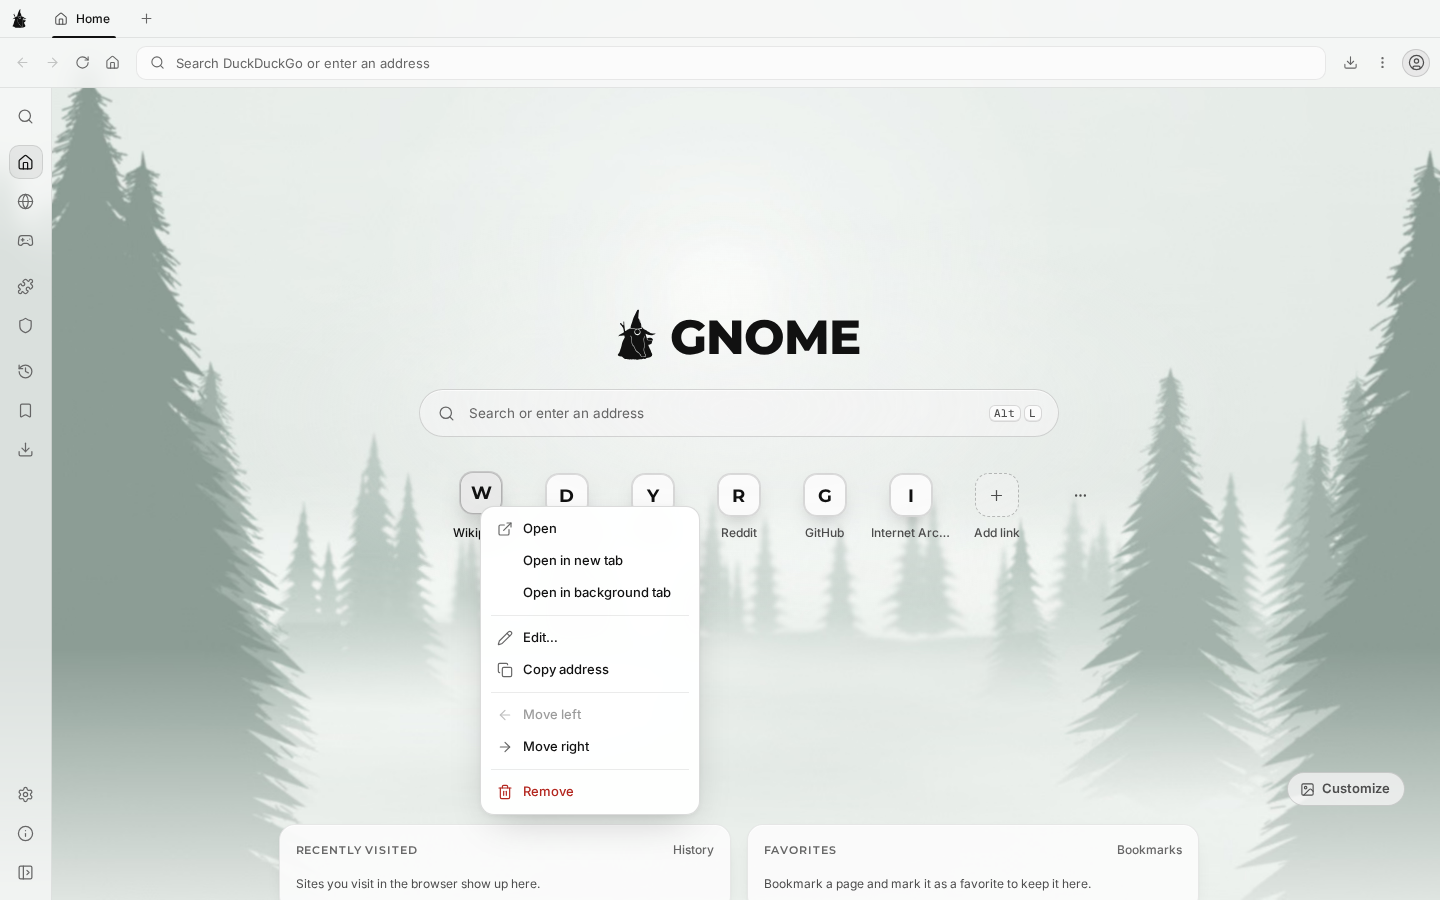 Home
Search DuckDuckGo or enter an address
GNOME
Search or enter an address
Alt L
W D Y R G I
Reddit GitHub Internet Arc... Add link
Open
Open in new tab
Open in background tab
Edit...
Copy address
Move left
Move right
Remove
Customize
RECENTLY VISITED History
Sites you visit in the browser show up here.
FAVORITES Bookmarks
Bookmark a page and mark it as a favorite to keep it here.